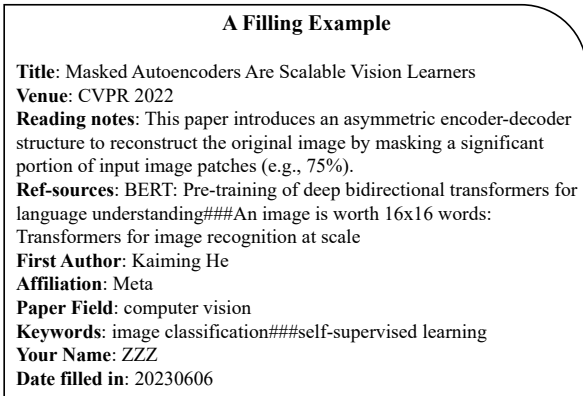 A Filling Example
Title: Masked Autoencoders Are Scalable Vision Learners
Venue: CVPR 2022
Reading notes: This paper introduces an asymmetric encoder-decoder
structure to reconstruct the original image by masking a significant
portion of input image patches (e.g., 75%).
Ref-sources: BERT: Pre-training of deep bidirectional transformers for
language understanding###An image is worth 16x16 words:
Transformers for image recognition at scale
First Author: Kaiming He
Affiliation: Meta
Paper Field: computer vision
Keywords: image classification###self-supervised learning
Your Name: ZZZ
Date filled in: 20230606